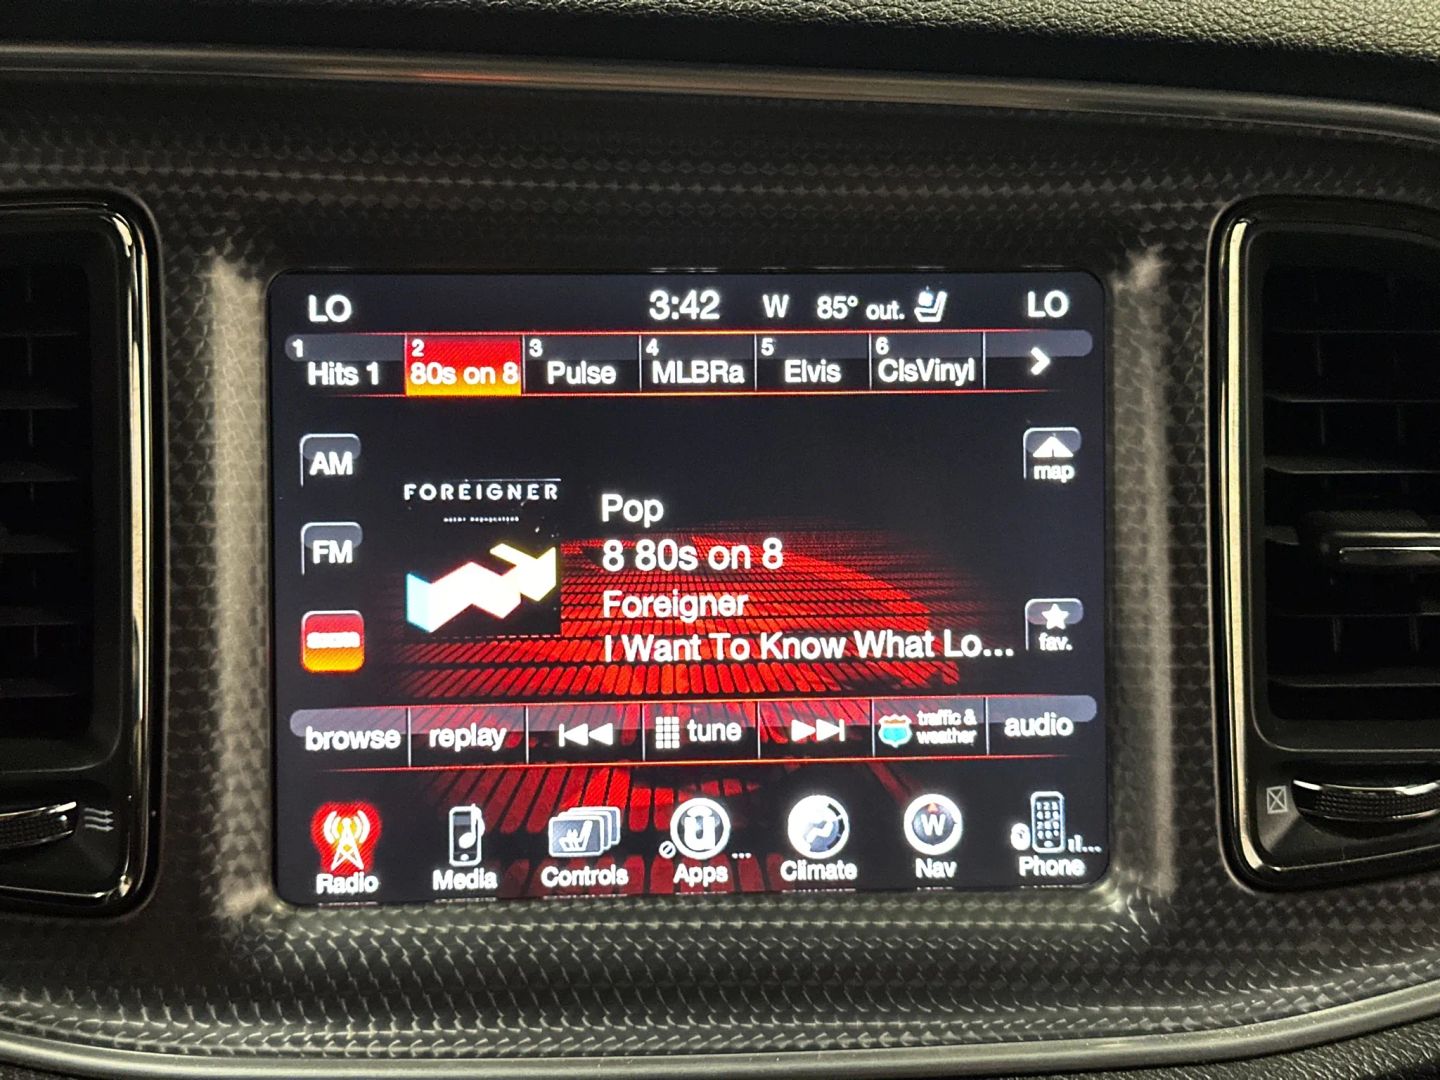 LO 3:42 W 85° out. LO
1 Hits 1 2 80s on 8 3 Pulse 4 MLBRa 5 Elvis 6 ClsVinyl
AM
map
FOREIGNER
Pop
8 80s on 8
FM
Foreigner
I Want To Know What Lo...
fav.
browse replay tune traffic & weather audio
Radio Media Controls Apps ... Climate W Nav Phone